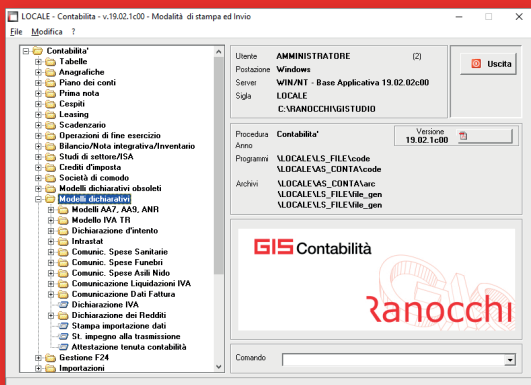 LOCALE - Contabilita - v.19.02.1c00 - Modalità di stampa ed Invio
File Modifica ?
Contabilita'
Tabelle
Anagrafiche
Piano dei conti
Prima nota
Cespiti
Leasing
Scadenzario
Operazioni di fine esercizio
Bilancio/Nota integrativa/Inventario
Studi di settore/ISA
Crediti d'imposta
Società di comodo
Modelli dichiarativi obsoleti
Modelli dichiarativi
Modelli AA7, AA9, ANR
Modello IVA TR
Dichiarazione d'intento
Intrastat
Comunic. Spese Sanitarie
Comunic. Spese Funebri
Comunic. Spese Asili Nido
Comunicazione Liquidazioni IVA
Comunicazione Dati Fattura
Dichiarazione IVA
Dichiarazione dei Redditi
Stampa importazione dati
St. impegno alla trasmissione
Attestazione tenuta contabilità
Gestione F24
Importazioni
Utente AMMINISTRATORE (2)
Postazione Windows
Server WIN/NT - Base Applicativa 19.02.02c00
Sigla LOCALE
C:\RANOCCHI\GISTUDIO
Uscita
Procedura Contabilita'
Anno
Versione
19.02.1c00
Programmi \LOCALE\LS_FILE\code
\LOCALE\AS_CONTA\code
Archivi \LOCALE\AS_CONTA\arc
\LOCALE\LS_FILE\file_gen
\LOCALE\LS_FILE\file_gen
GIS Contabilità
Ranocchi
Comando